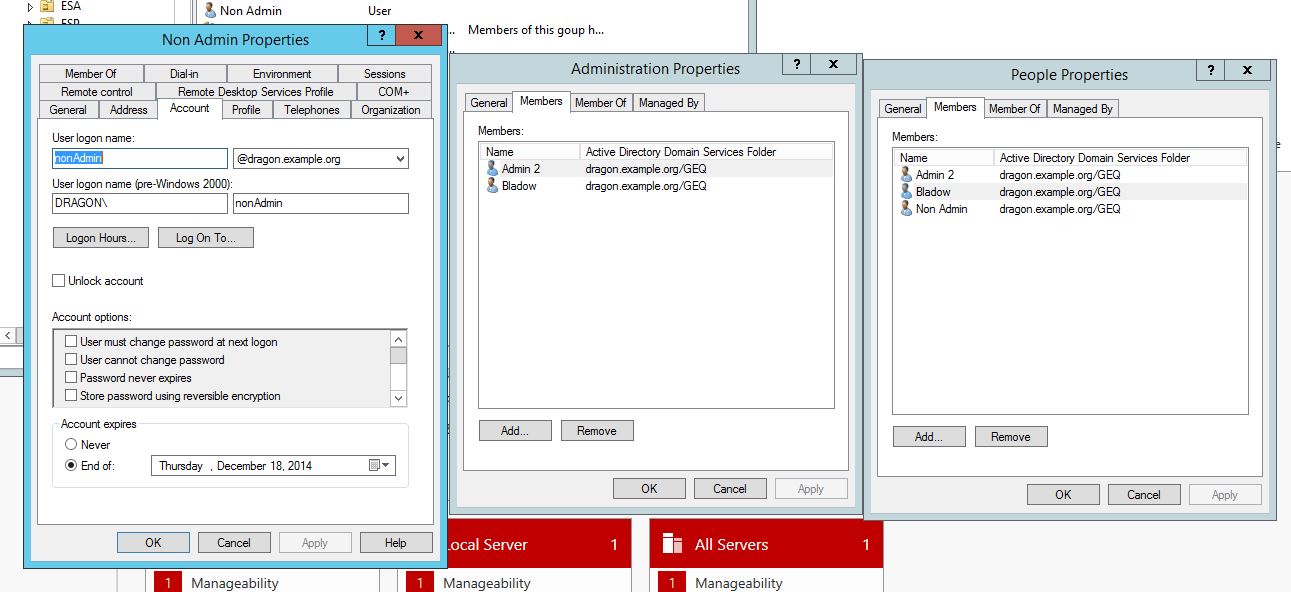 ESA
ESP
Non Admin User
Members of this goup h...
Non Admin Properties
? x
Member Of Dial-in Environment Sessions
Remote control Remote Desktop Services Profile COM+
General Address Account Profile Telephones Organization
User logon name:
nonAdmin @dragon.example.org
User logon name (pre-Windows 2000):
DRAGON\ nonAdmin
Logon Hours... Log On To...
Unlock account
Account options:
User must change password at next logon
User cannot change password
Password never expires
Store password using reversible encryption
Account expires
Never
End of: Thursday , December 18, 2014
OK Cancel Apply Help
Administration Properties
? x
General Members Member Of Managed By
Members:
Name Active Directory Domain Services Folder
Admin 2 dragon.example.org/GEQ
Bladow dragon.example.org/GEQ
Add... Remove
OK Cancel Apply
People Properties
? x
General Members Member Of Managed By
Members:
Name Active Directory Domain Services Folder
Admin 2 dragon.example.org/GEQ
Bladow dragon.example.org/GEQ
Non Admin dragon.example.org/GEQ
Add... Remove
OK Cancel Apply
Local Server 1
All Servers 1
1 Manageability
1 Manageability
1 Manageability